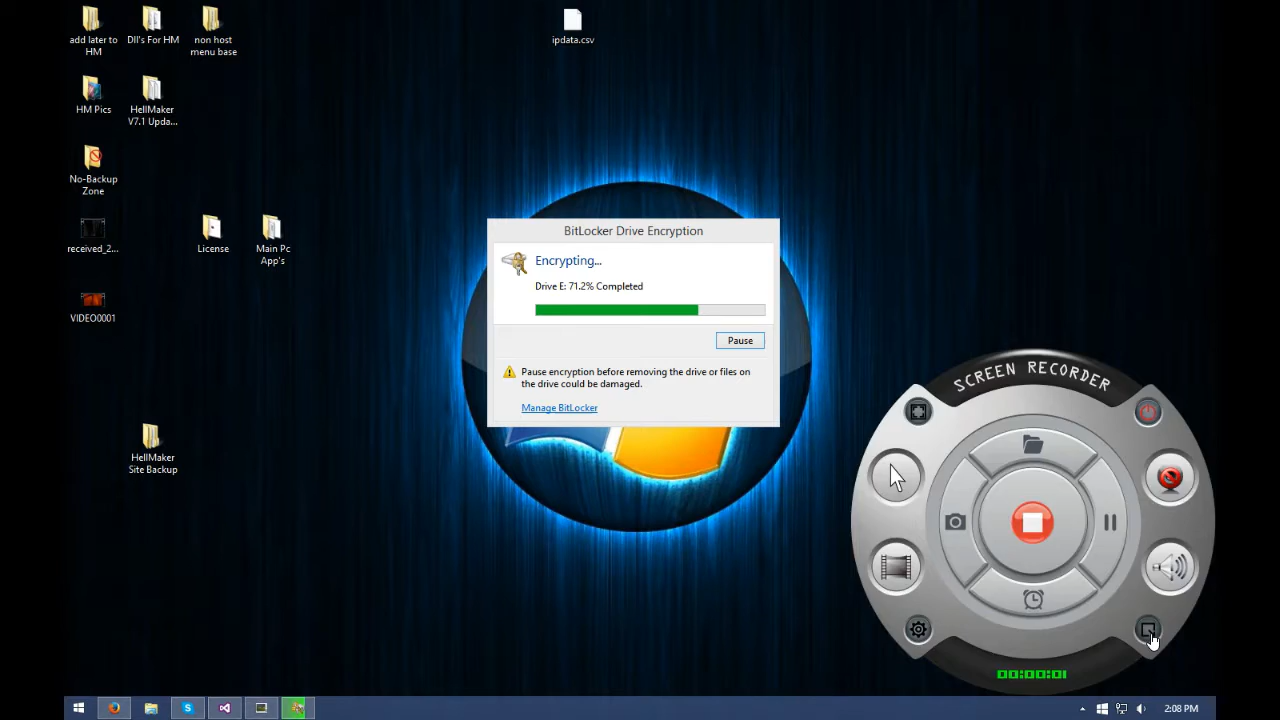 add later to
HM
Dll's For HM
non host
menu base
ipdata.csv
HM Pics
HellMaker
V7.1 Upda...
No-Backup
Zone
received_2...
License
Main Pc
App's
VIDEO0001
HellMaker
Site Backup
BitLocker Drive Encryption
Encrypting...
Drive E: 71.2% Completed
Pause
Pause encryption before removing the drive or files on
the drive could be damaged.
Manage BitLocker
SCREEN RECORDER
00:00:01
2:08 PM